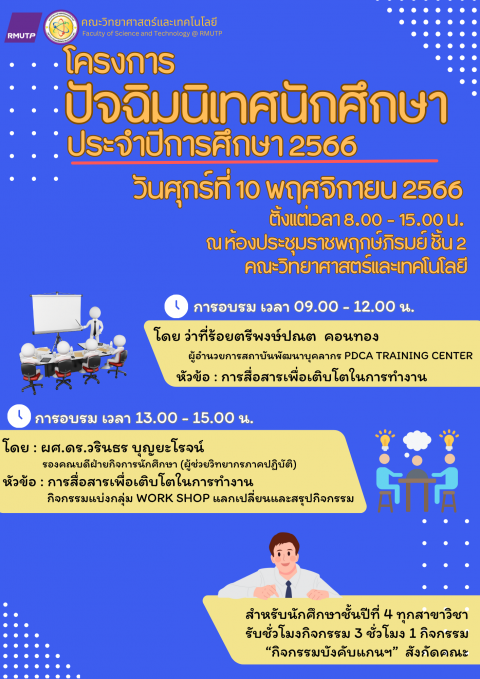 RMUTP
คณะวิทยาศาสตร์และเทคโนโลยี
Faculty of Science and Technology @ RMUTP
โครงการ
ปัจฉิมนิเทศนักศึกษา
ประจำปีการศึกษา 2566
วันศุกร์ที่ 10 พฤศจิกายน 2566
ตั้งแต่เวลา 8.00 - 15.00 น.
ณ ห้องประชุมราชพฤกษ์ภิรมย์ ชั้น 2
คณะวิทยาศาสตร์และเทคโนโลยี
การอบรม เวลา 09.00 - 12.00 น.
โดย ว่าที่ร้อยตรีพงษ์ปณต คอนทอง
ผู้อำนวยการสถาบันพัฒนาบุคลากร PDCA TRAINING CENTER
หัวข้อ : การสื่อสารเพื่อเติบโตในการทำงาน
การอบรม เวลา 13.00 - 15.00 น.
โดย : ผศ.ดร.วรินธร บุญยะโรจน์
รองคณบดีฝ่ายกิจการนักศึกษา (ผู้ช่วยวิทยากรภาคปฏิบัติ)
หัวข้อ : การสื่อสารเพื่อเติบโตในการทำงาน
กิจกรรมแบ่งกลุ่ม WORK SHOP แลกเปลี่ยนและสรุปกิจกรรม
สำหรับนักศึกษาชั้นปีที่ 4 ทุกสาขาวิชา
รับชั่วโมงกิจกรรม 3 ชั่วโมง 1 กิจกรรม
“กิจกรรมบังคับแกนฯ” สังกัดคณะ